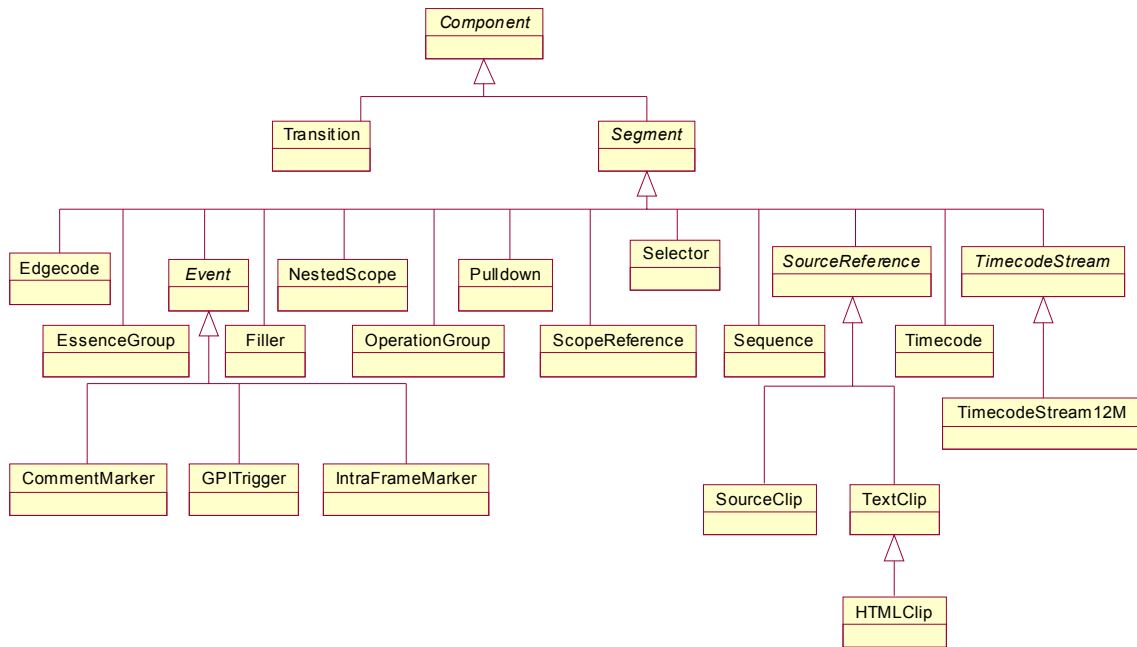 Component
Transition
Segment
Edgecode
Event
NestedScope
Pulldown
Selector
SourceReference
TimecodeStream
EssenceGroup
Filler
OperationGroup
ScopeReference
Sequence
Timecode
TimecodeStream12M
CommentMarker
GPITrigger
IntraFrameMarker
SourceClip
TextClip
HTMLClip